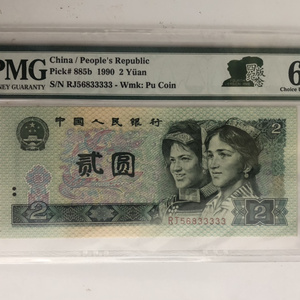 PMG
China / People's Republic
Pick# 885b 1990 2 Yüan
S/N RJ56833333 - Wmk: Pu Coin
中国人民银行
2
贰圆
RJ56833333
2
2